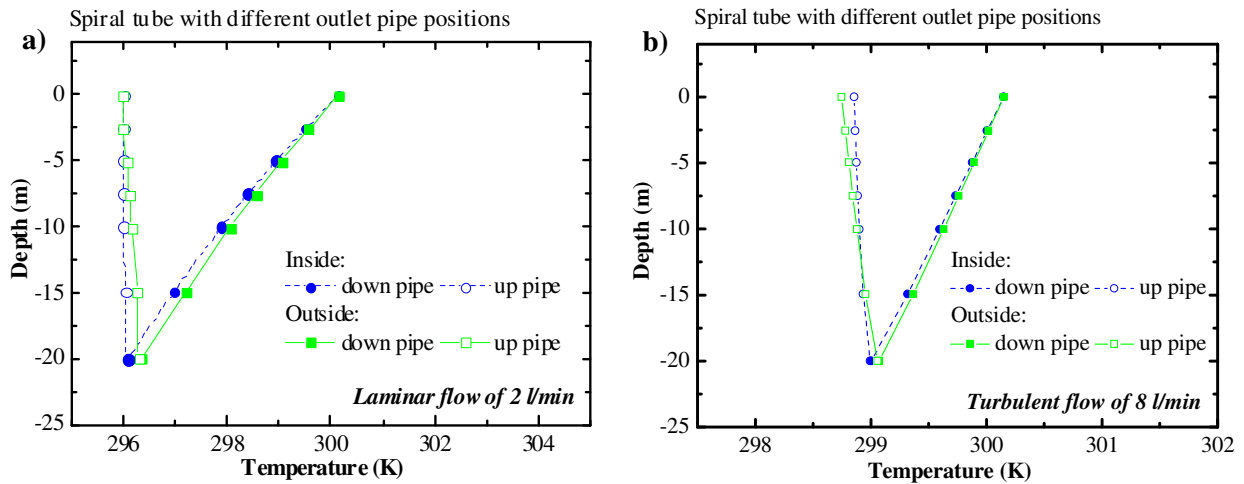 Spiral tube with different outlet pipe positions
a)
0
-5
-10
-15
-20
-25
Depth (m)
296
298
300
302
304
Temperature (K)
Inside:
down pipe
up pipe
Outside:
down pipe
up pipe
Laminar flow of 2 l/min
Spiral tube with different outlet pipe positions
b)
0
-5
-10
-15
-20
-25
Depth (m)
298
299
300
301
302
Temperature (K)
Inside:
down pipe
up pipe
Outside:
down pipe
up pipe
Turbulent flow of 8 l/min